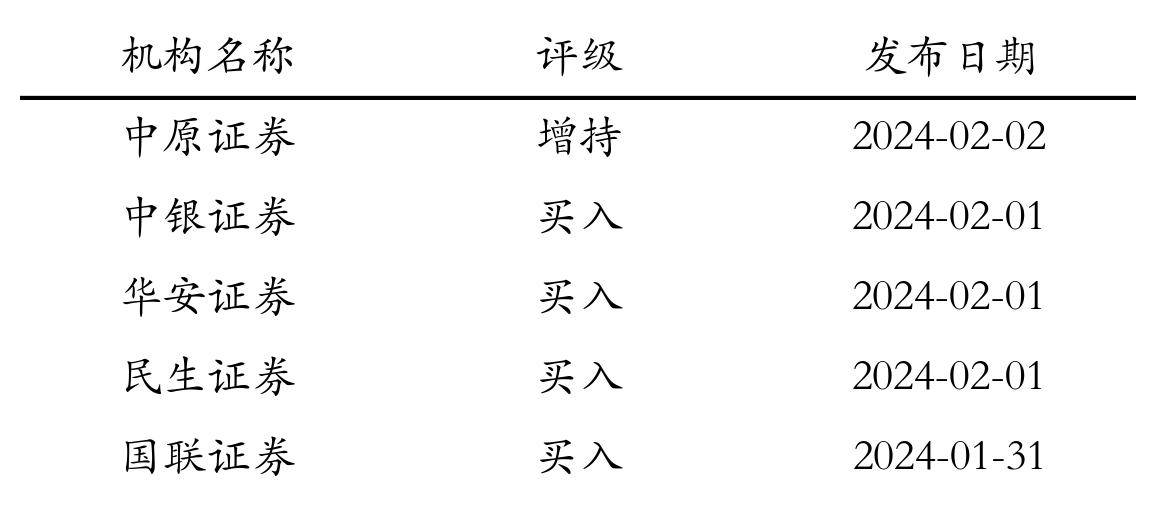 机构名称 评级 发布日期
中原证券 增持 2024-02-02
中银证券 买入 2024-02-01
华安证券 买入 2024-02-01
民生证券 买入 2024-02-01
国联证券 买入 2024-01-31